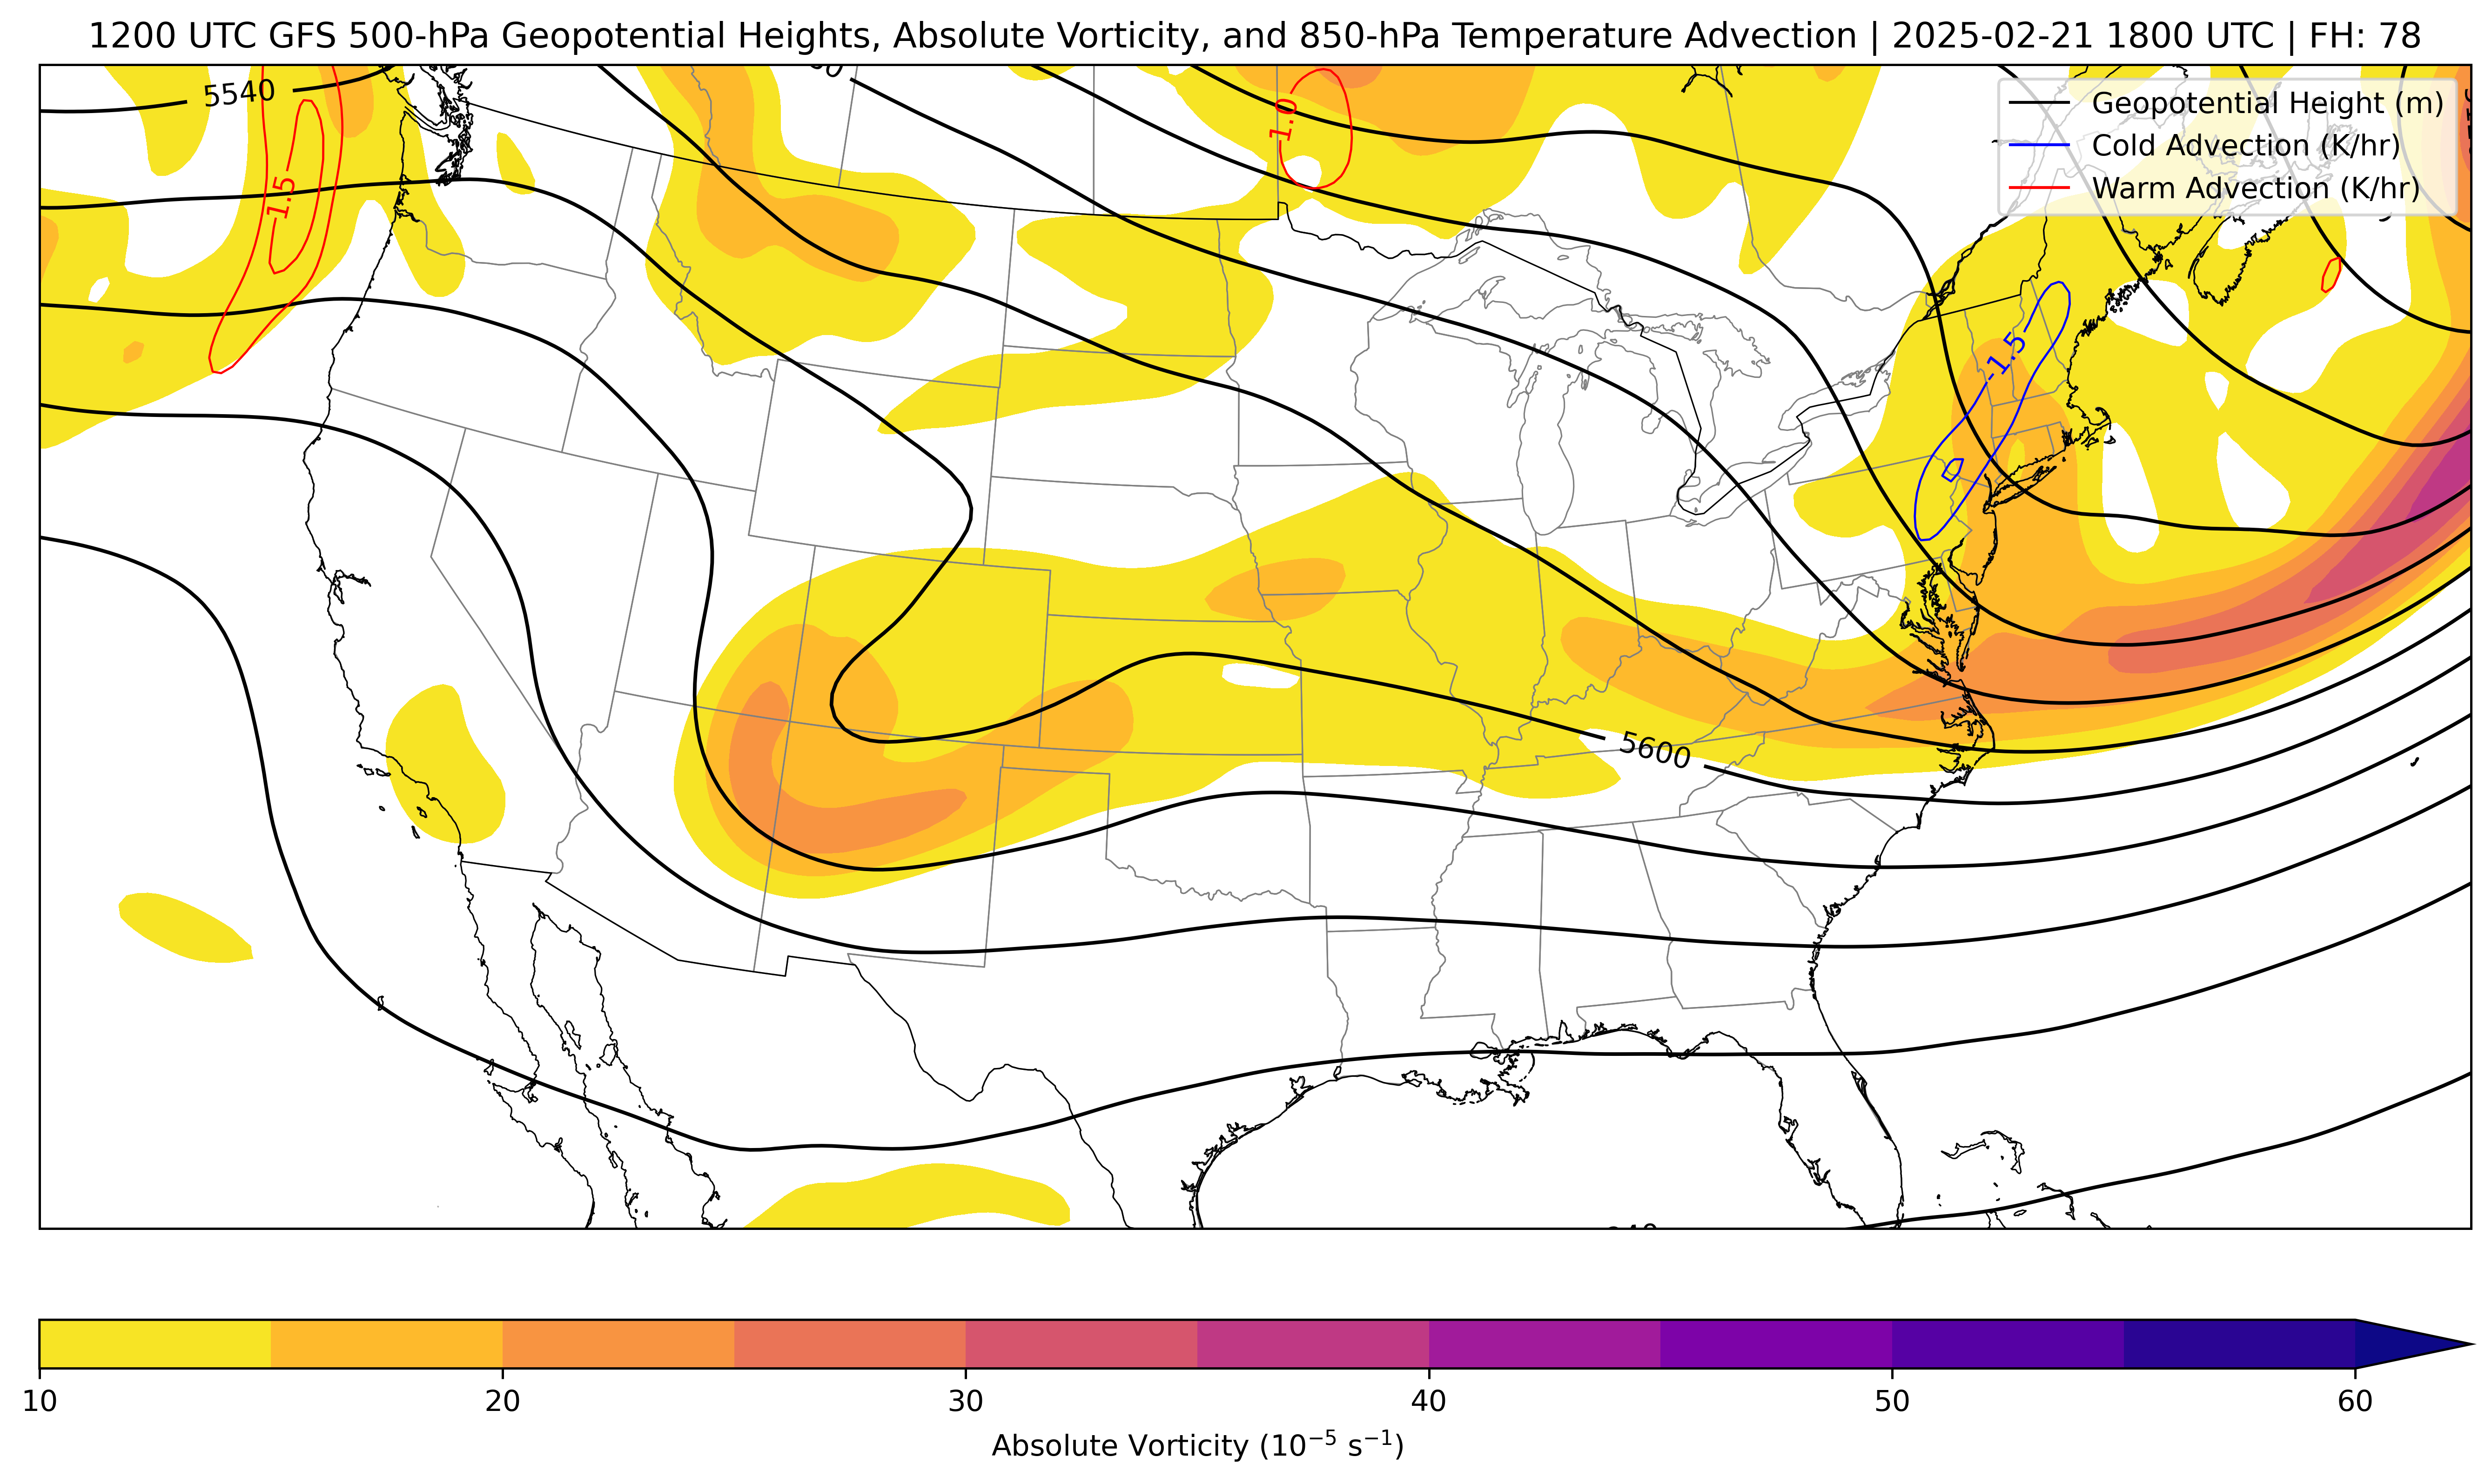 1200 UTC GFS 500-hPa Geopotential Heights, Absolute Vorticity, and 850-hPa Temperature Advection | 2025-02-21 1800 UTC | FH: 78
5540
1.0
Geopotential Height (m)
Cold Advection (K/hr)
Warm Advection (K/hr)
1.5
-1.5
5600
10 20 30 40 50 60
Absolute Vorticity (10⁻⁵ s⁻¹)